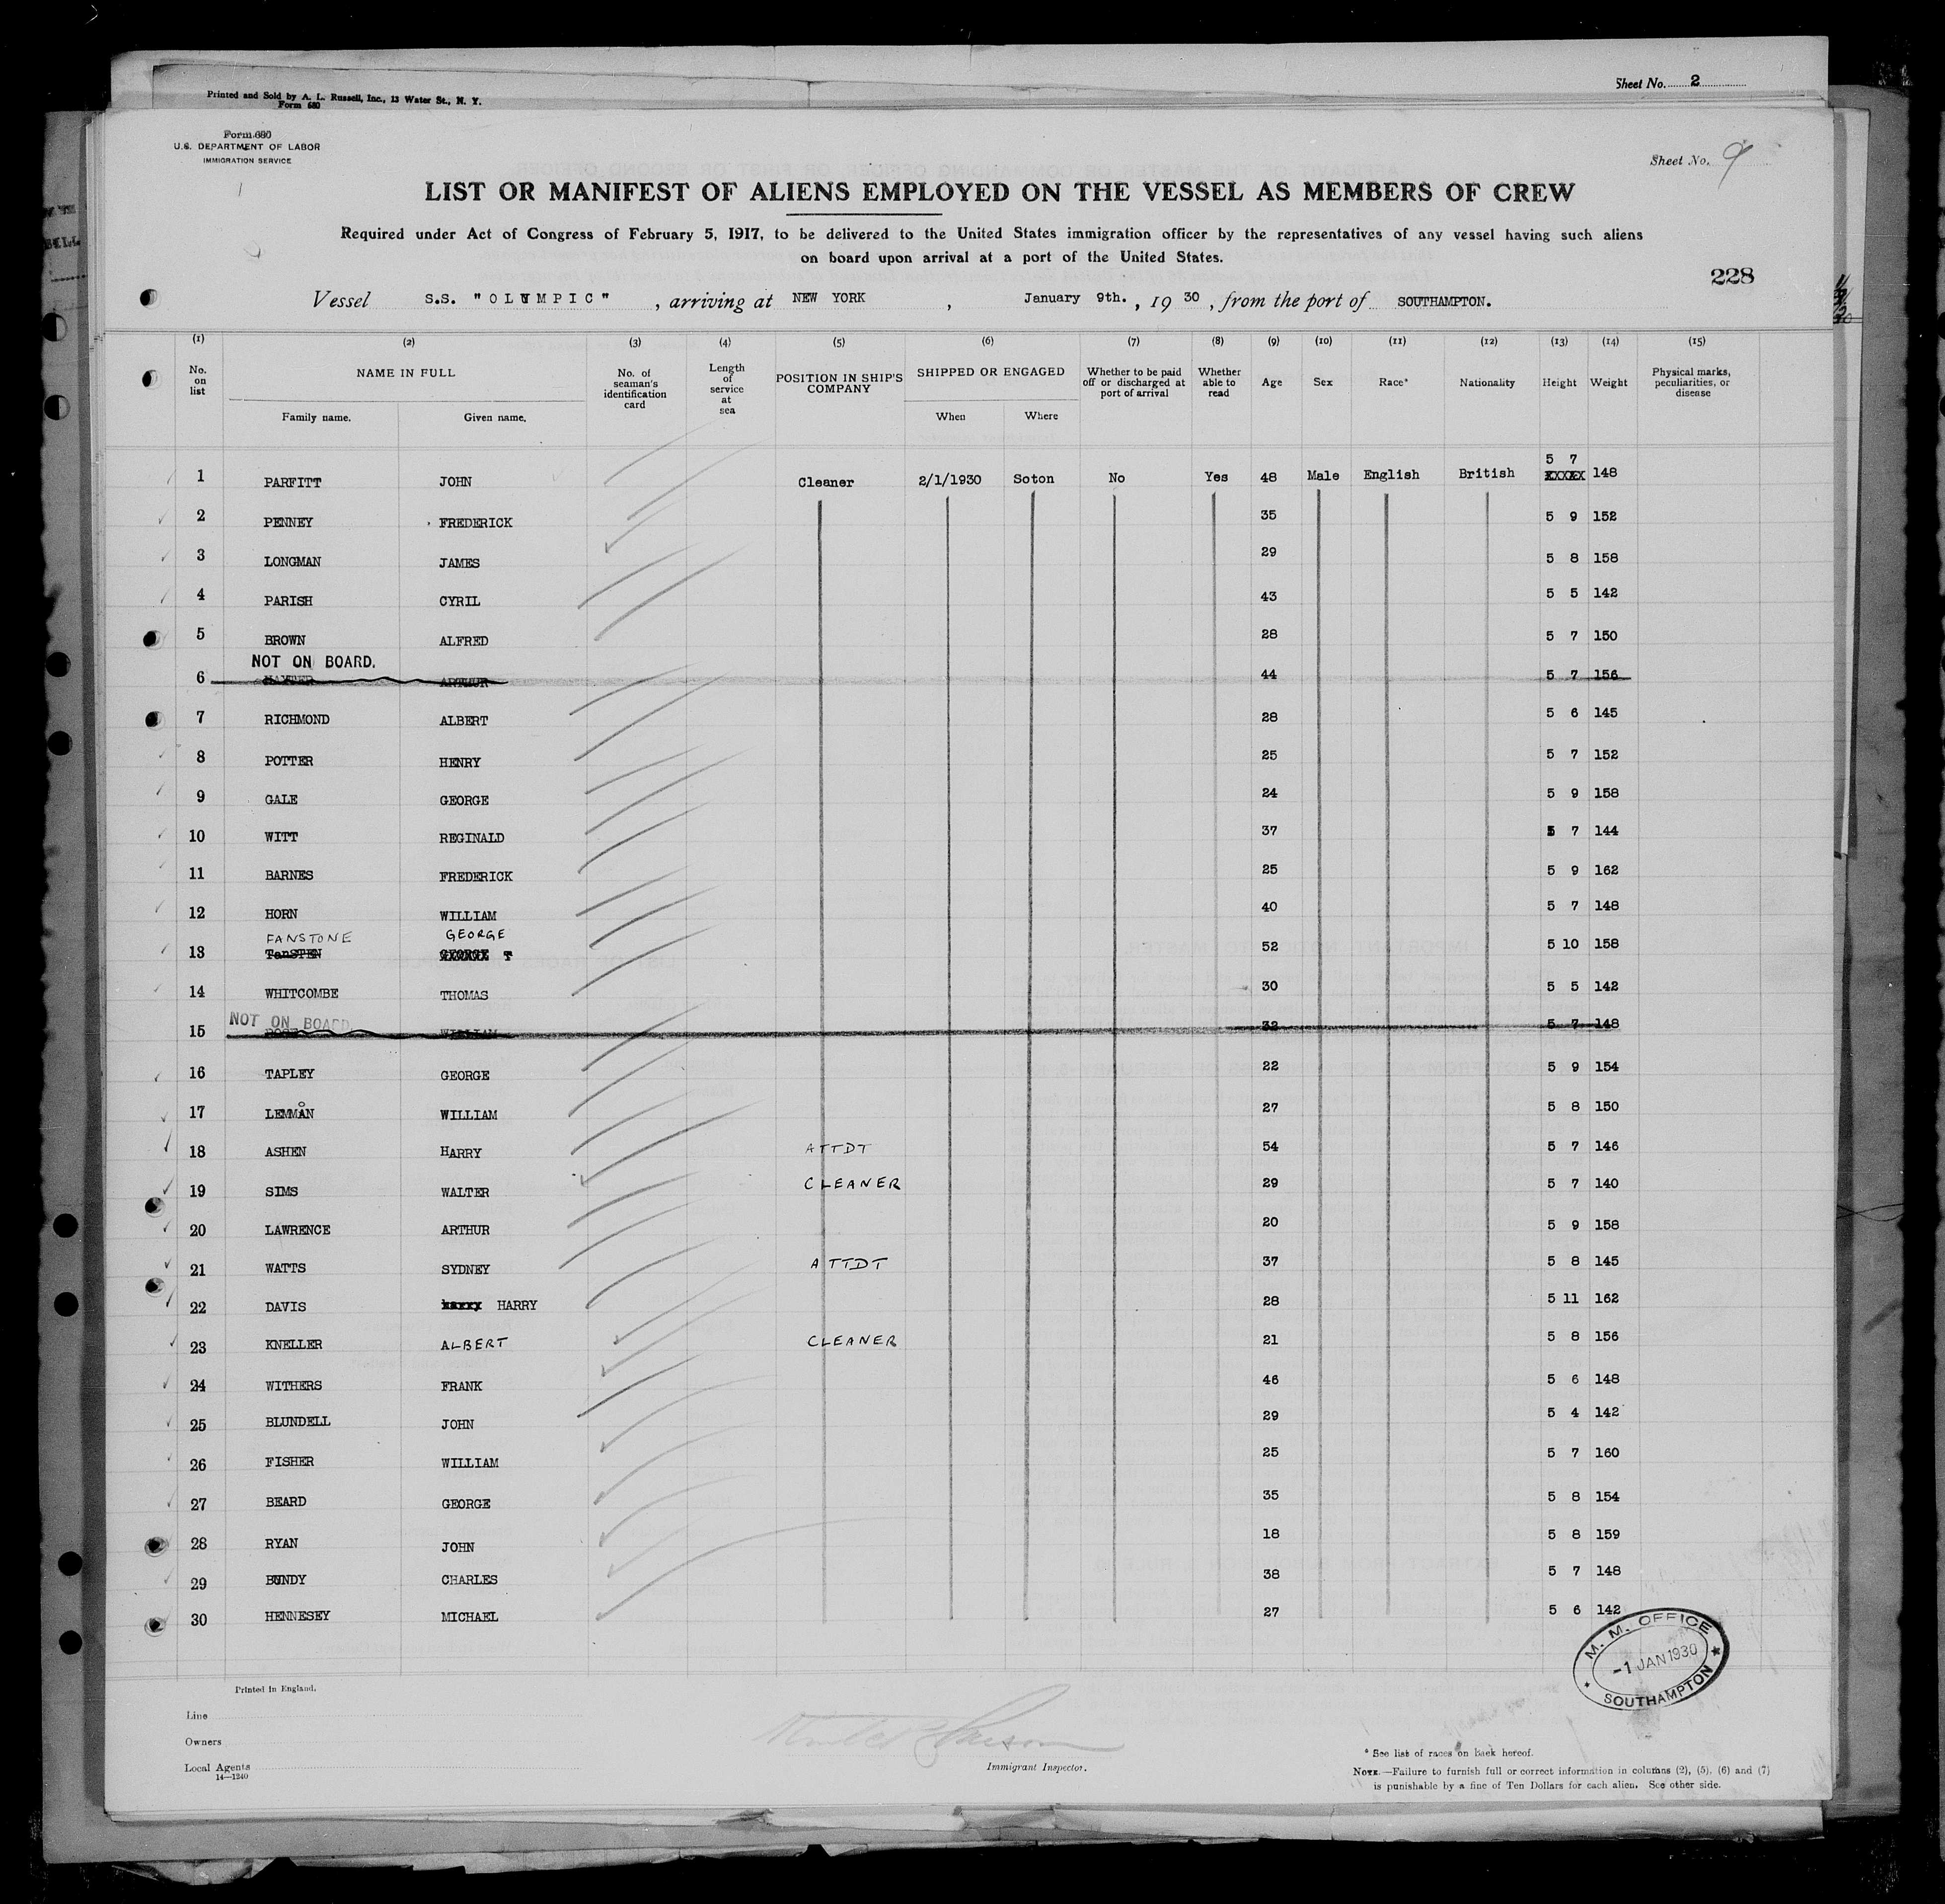 Sheet No. 2
Printed and Sold by A. L. Russell, Inc., 13 Water St., N. Y.
Form 680
Form 680
U.S. DEPARTMENT OF LABOR
IMMIGRATION SERVICE
Sheet No. 9
LIST OR MANIFEST OF ALIENS EMPLOYED ON THE VESSEL AS MEMBERS OF CREW
Required under Act of Congress of February 5, 1917, to be delivered to the United States immigration officer by the representatives of any vessel having such aliens
on board upon arrival at a port of the United States.
228
Vessel S.S. "OLYMPIC", arriving at NEW YORK, January 9th., 1930, from the port of SOUTHAMPTON.
(1) (2) (3) (4) (5) (6) (7) (8) (9) (10) (11) (12) (13) (14) (15)
No. on list NAME IN FULL No. of seaman's identification card Length of service at sea POSITION IN SHIP'S COMPANY SHIPPED OR ENGAGED Whether to be paid off or discharged at port of arrival Whether able to read Age Sex Race* Nationality Height Weight Physical marks, peculiarities, or disease
Family name. Given name. When Where
1 PARFITT JOHN Cleaner 2/1/1930 Soton No Yes 48 Male English British 5 7 148
2 PENNEY FREDERICK 35 5 9 152
3 LONGMAN JAMES 29 5 8 158
4 PARISH CYRIL 43 5 5 142
5 BROWN ALFRED 28 5 7 150
NOT ON BOARD.
6 ARTHUR 44 5 7 156
7 RICHMOND ALBERT 28 5 6 145
8 POTTER HENRY 25 5 7 152
9 GALE GEORGE 24 5 9 158
10 WITT REGINALD 37 5 7 144
11 BARNES FREDERICK 25 5 9 162
12 HORN WILLIAM 40 5 7 148
FANSTONE GEORGE
13 TanSTEN GEORGE T 52 5 10 158
14 WHITCOMBE THOMAS 30 5 5 142
NOT ON BOARD
15 WILLIAM 32 5 7 148
16 TAPLEY GEORGE 22 5 9 154
17 LEMMAN WILLIAM 27 5 8 150
18 ASHEN HARRY ATTDT 54 5 7 146
19 SIMS WALTER CLEANER 29 5 7 140
20 LAWRENCE ARTHUR 20 5 9 158
21 WATTS SYDNEY ATTDT 37 5 8 145
22 DAVIS HARRY 28 5 11 162
23 KNELLER ALBERT CLEANER 21 5 8 156
24 WITHERS FRANK 46 5 6 148
25 BLUNDELL JOHN 29 5 4 142
26 FISHER WILLIAM 25 5 7 160
27 BEARD GEORGE 35 5 8 154
28 RYAN JOHN 18 5 8 159
29 BUNDY CHARLES 38 5 7 148
30 HENNESEY MICHAEL 27 5 6 142
M. M. OFFICE
-1 JAN 1930
SOUTHAMPTON
Printed in England.
Line
Owners
Local Agents
14—1240
Immigrant Inspector.
* See list of races on back hereof.
NOTE.—Failure to furnish full or correct information in columns (2), (5), (6) and (7)
is punishable by a fine of Ten Dollars for each alien. See other side.